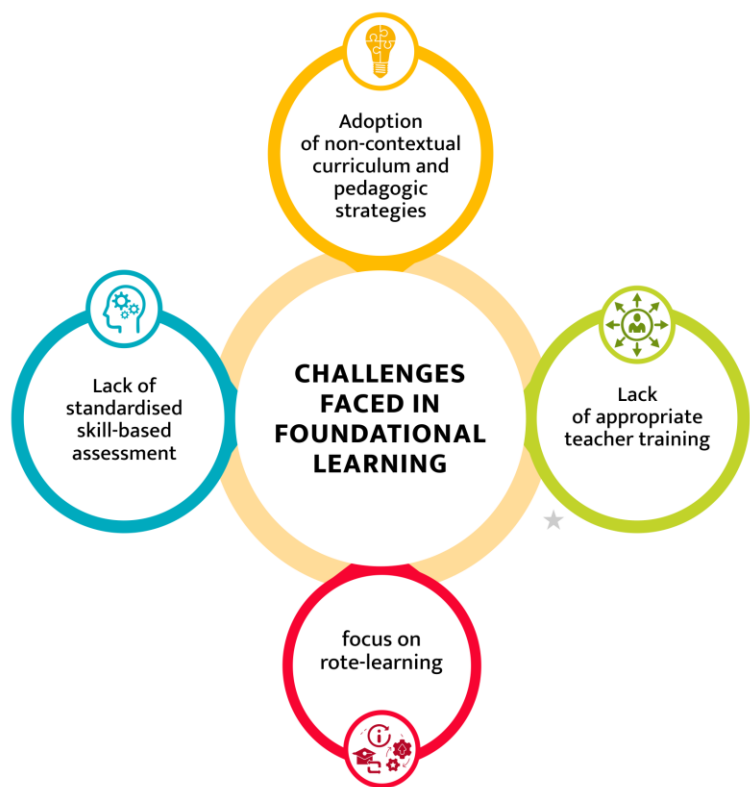 Adoption
of non-contextual
curriculum and
pedagogic
strategies
Lack of
standardised
skill-based
assessment
CHALLENGES
FACED IN
FOUNDATIONAL
LEARNING
Lack
of appropriate
teacher training
focus on
rote-learning